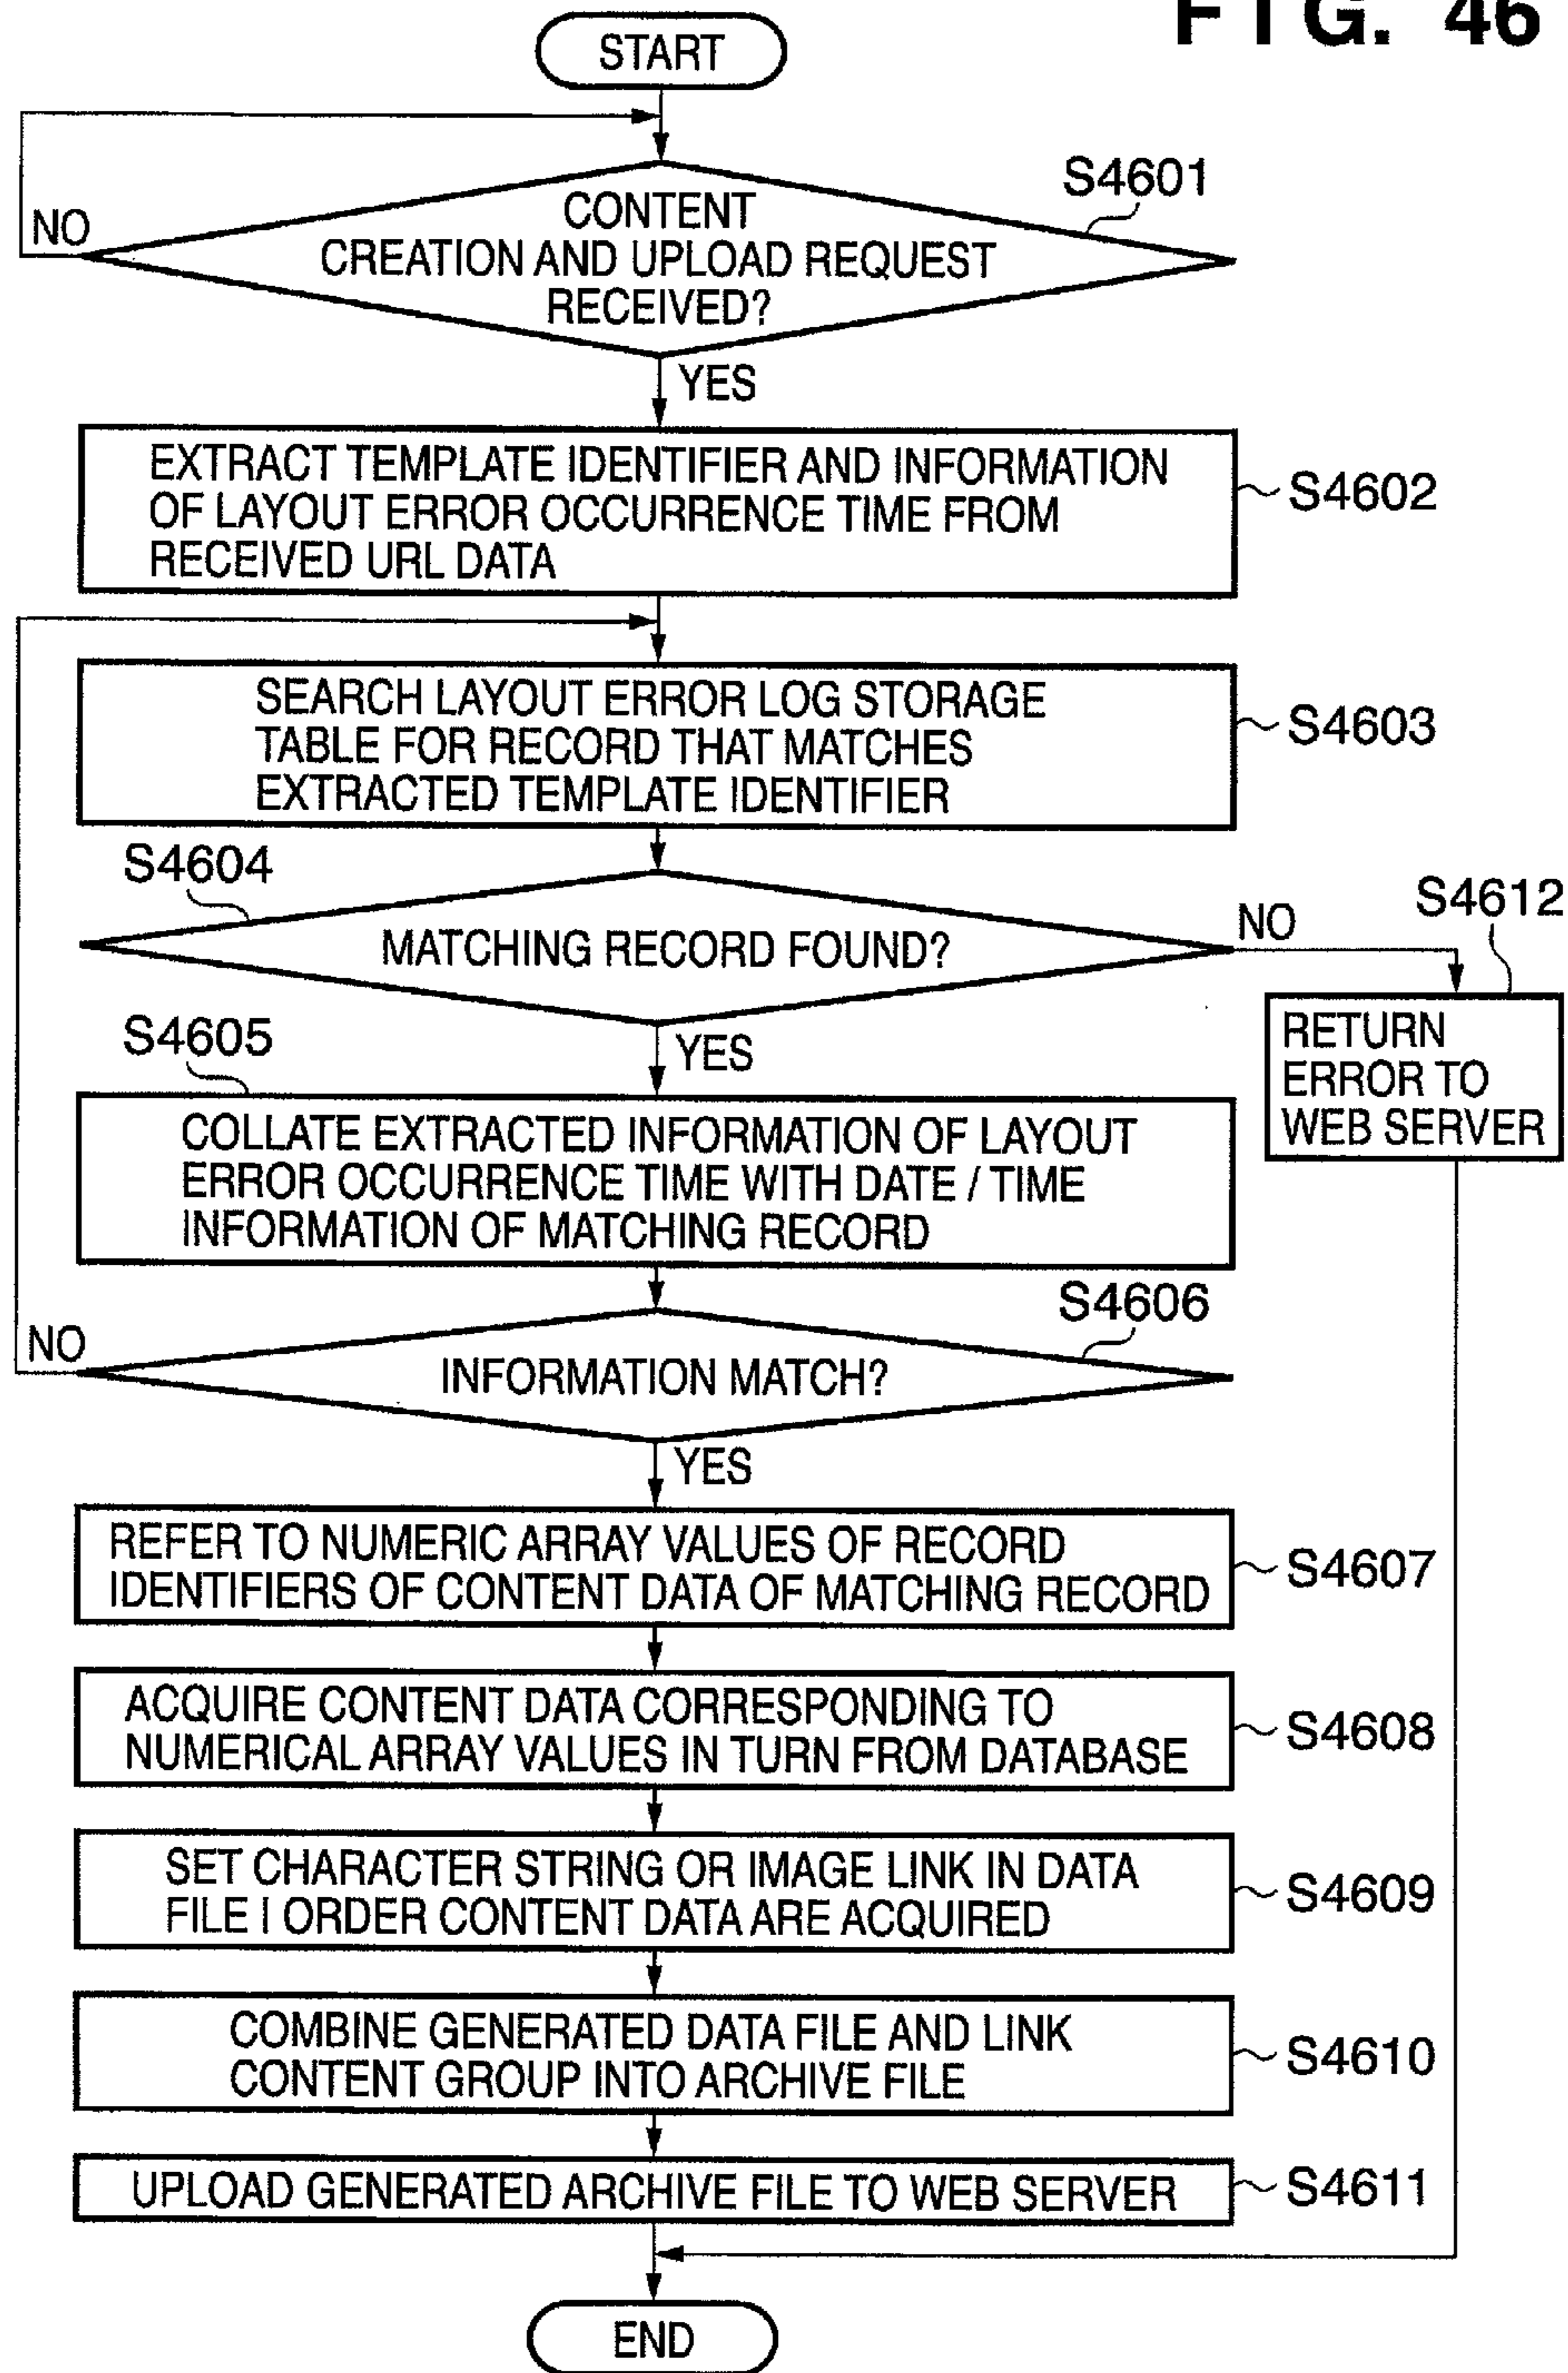 FIG. 46
START
S4601
NO
CONTENT
CREATION AND UPLOAD REQUEST
RECEIVED?
YES
EXTRACT TEMPLATE IDENTIFIER AND INFORMATION
OF LAYOUT ERROR OCCURRENCE TIME FROM
RECEIVED URL DATA
S4602
SEARCH LAYOUT ERROR LOG STORAGE
TABLE FOR RECORD THAT MATCHES
EXTRACTED TEMPLATE IDENTIFIER
S4603
S4604
MATCHING RECORD FOUND?
NO
S4612
RETURN
ERROR TO
WEB SERVER
YES
S4605
COLLATE EXTRACTED INFORMATION OF LAYOUT
ERROR OCCURRENCE TIME WITH DATE / TIME
INFORMATION OF MATCHING RECORD
S4606
NO
INFORMATION MATCH?
YES
REFER TO NUMERIC ARRAY VALUES OF RECORD
IDENTIFIERS OF CONTENT DATA OF MATCHING RECORD
S4607
ACQUIRE CONTENT DATA CORRESPONDING TO
NUMERICAL ARRAY VALUES IN TURN FROM DATABASE
S4608
SET CHARACTER STRING OR IMAGE LINK IN DATA
FILE I ORDER CONTENT DATA ARE ACQUIRED
S4609
COMBINE GENERATED DATA FILE AND LINK
CONTENT GROUP INTO ARCHIVE FILE
S4610
UPLOAD GENERATED ARCHIVE FILE TO WEB SERVER
S4611
END